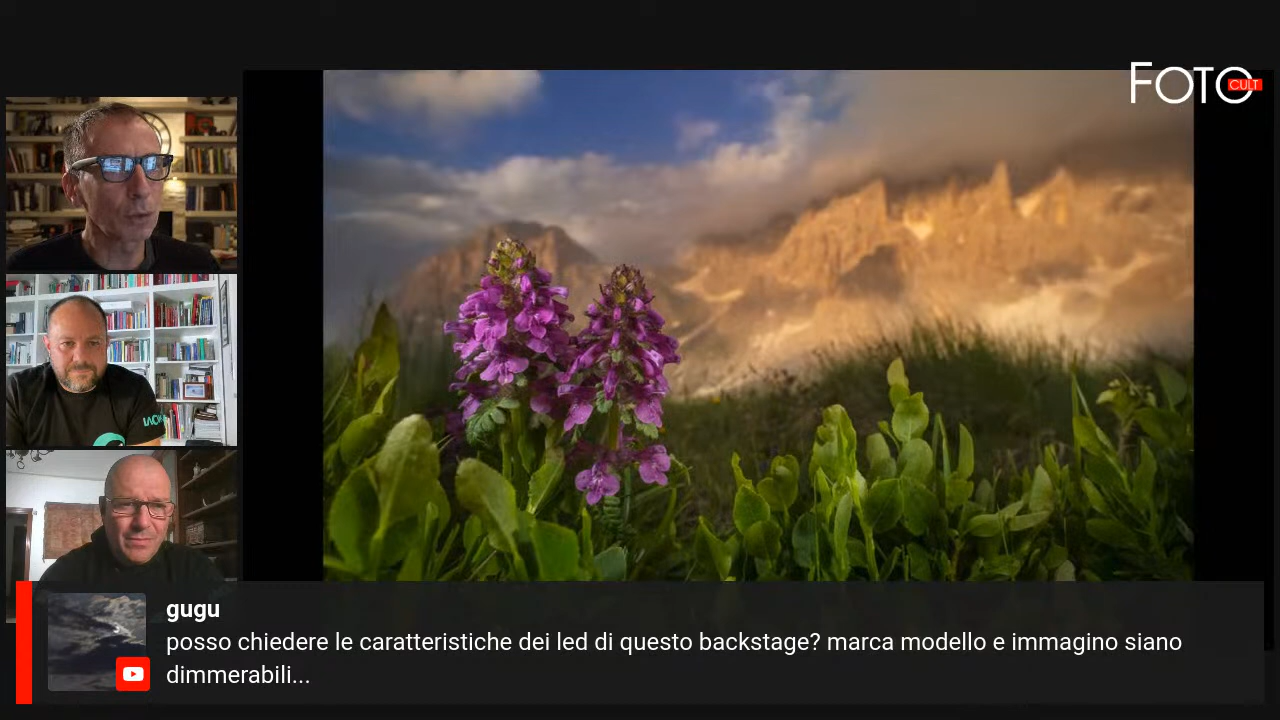 FOTO
CULT
gugu
posso chiedere le caratteristiche dei led di questo backstage? marca modello e immagino siano
dimmerabili...